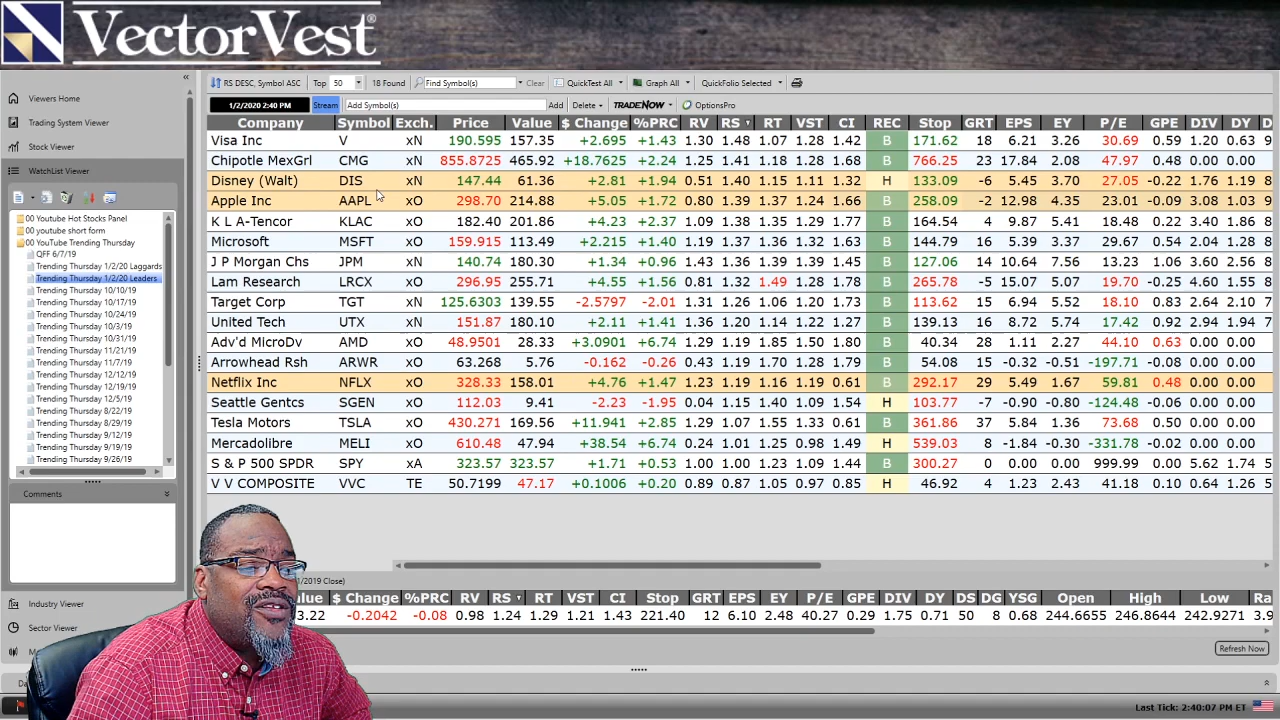 VectorVest®
RS DESC, Symbol ASC Top 50 18 Found Find Symbol(s) Clear QuickTest All Graph All QuickFolio Selected
1/2/2020 2:40 PM Stream Add Symbol(s) Add Delete TRADENOW OptionsPro
Viewers Home
Trading System Viewer
Stock Viewer
WatchList Viewer
00 Youtube Hot Stocks Panel
00 youtube short form
00 YouTube Trending Thursday
QFF 6/7/19
Trending Thursday 1/2/20 Laggards
Trending Thursday 1/2/20 Leaders
Trending Thursday 10/10/19
Trending Thursday 10/17/19
Trending Thursday 10/24/19
Trending Thursday 10/3/19
Trending Thursday 10/31/19
Trending Thursday 11/21/19
Trending Thursday 11/7/19
Trending Thursday 12/12/19
Trending Thursday 12/19/19
Trending Thursday 12/5/19
Trending Thursday 8/22/19
Trending Thursday 8/29/19
Trending Thursday 9/12/19
Trending Thursday 9/19/19
Trending Thursday 9/26/19
Comments
Industry Viewer
Sector Viewer
Company Symbol Exch. Price Value $ Change %PRC RV RS RT VST CI REC Stop GRT EPS EY P/E GPE DIV DY D
Visa Inc V xN 190.595 157.35 +2.695 +1.43 1.30 1.48 1.07 1.28 1.42 B 171.62 18 6.21 3.26 30.69 0.59 1.20 0.63 9
Chipotle MexGrl CMG xN 855.8725 465.92 +18.7625 +2.24 1.25 1.41 1.18 1.28 1.68 B 766.25 23 17.84 2.08 47.97 0.48 0.00 0.00
Disney (Walt) DIS xN 147.44 61.36 +2.81 +1.94 0.51 1.40 1.15 1.11 1.32 H 133.09 -6 5.45 3.70 27.05 -0.22 1.76 1.19 8
Apple Inc AAPL xO 298.70 214.88 +5.05 +1.72 0.80 1.39 1.37 1.24 1.66 B 258.09 -2 12.98 4.35 23.01 -0.09 3.08 1.03 9
K L A-Tencor KLAC xO 182.40 201.86 +4.23 +2.37 1.09 1.38 1.35 1.28 1.58 B 164.54 4 9.87 5.41 18.48 0.22 3.40 1.86 8
Microsoft MSFT xO 159.915 113.49 +2.215 +1.40 1.19 1.37 1.36 1.32 1.63 B 144.79 16 5.39 3.37 29.67 0.54 2.04 1.28 8
J P Morgan Chs JPM xN 140.74 180.30 +1.34 +0.96 1.43 1.36 1.21 1.35 1.45 B 127.06 14 10.64 7.56 13.23 1.06 3.60 2.56 8
Lam Research LRCX xO 296.95 255.71 +4.55 +1.56 0.81 1.32 1.49 1.22 1.58 B 265.78 -5 15.07 5.07 19.70 -0.25 4.60 1.55 8
Target Corp TGT xN 125.6303 139.55 -2.5797 -2.01 1.31 1.26 1.06 1.20 1.73 B 113.62 15 6.94 5.52 18.10 0.83 2.64 2.10 7
United Tech UTX xN 151.87 180.10 +2.11 +1.41 1.36 1.20 1.14 1.22 1.27 B 139.13 16 8.72 5.74 17.42 0.92 2.94 1.94 7
Adv'd MicroDv AMD xO 48.9501 28.33 +3.0901 +6.74 1.29 1.19 1.85 1.50 1.80 B 40.34 28 1.11 2.27 44.10 0.63 0.00 0.00
Arrowhead Rsh ARWR xO 63.268 5.76 -0.162 -0.26 0.43 1.19 1.70 1.28 1.79 B 54.08 15 -0.32 -0.51 -197.71 -0.08 0.00 0.00
Netflix Inc NFLX xO 328.33 158.01 +4.76 +1.47 1.23 1.19 1.16 1.19 0.61 B 292.17 29 5.49 1.67 59.81 0.48 0.00 0.00
Seattle Gentcs SGEN xO 112.03 9.41 -2.23 -1.95 0.04 1.15 1.40 1.09 1.54 H 103.77 -7 -0.90 -0.80 -124.48 -0.06 0.00 0.00
Tesla Motors TSLA xO 430.271 169.56 +11.941 +2.85 1.29 1.07 1.55 1.33 0.61 B 361.86 37 5.84 1.36 73.68 0.50 0.00 0.00
Mercadolibre MELI xO 610.48 47.94 +38.54 +6.74 0.24 1.10 1.25 0.98 1.49 H 539.03 8 -1.84 -0.30 -331.78 -0.02 0.00 0.00
S & P 500 SPDR SPY xA 323.57 323.57 +1.71 +0.53 1.00 1.00 1.23 1.09 1.44 B 300.27 0 0.00 0.00 999.99 0.00 5.62 1.74 5
V V COMPOSITE VVC TE 50.7199 47.17 +0.1006 +0.20 0.89 0.87 1.05 0.97 0.85 H 46.92 4 1.23 2.43 41.18 0.10 0.64 1.26 5
1/2019 Close)
alue $ Change %PRC RV RS RT VST CI Stop GRT EPS EY P/E GPE DIV DY DS DG YSG Open High Low Ra
3.22 -0.2042 -0.08 0.98 1.24 1.29 1.31 1.43 221.40 12 6.10 2.48 40.27 0.29 1.75 0.71 50 8 0.68 244.6655 246.8644 242.9271 3.9
Refresh Now
Last Tick: 2:40:07 PM ET